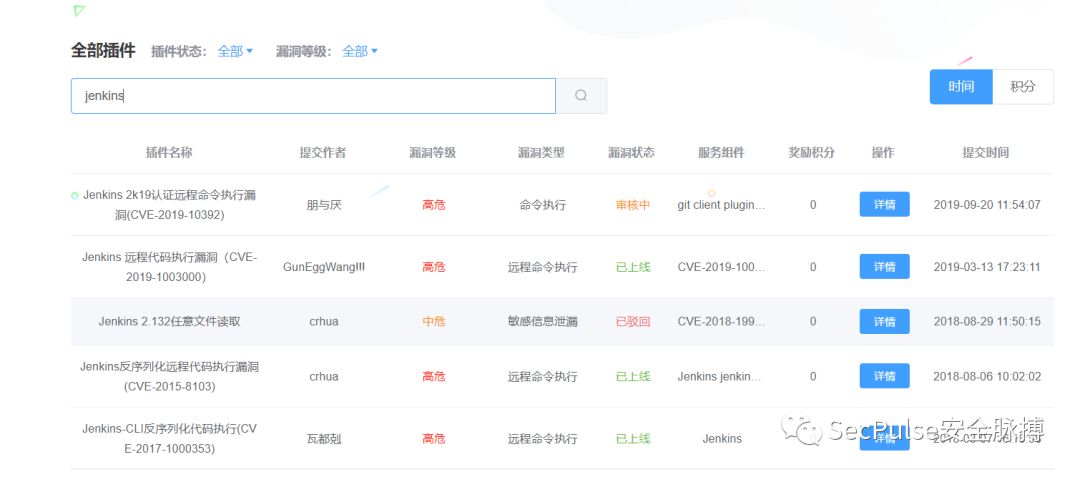 全部插件 插件状态： 全部 漏洞等级： 全部
jenkins
时间 积分
插件名称 提交作者 漏洞等级 漏洞类型 漏洞状态 服务组件 奖励积分 操作 提交时间
Jenkins 2k19认证远程命令执行漏
洞(CVE-2019-10392)
朋与厌 高危 命令执行 审核中 git client plugin... 0 详情 2019-09-20 11:54:07
Jenkins 远程代码执行漏洞（CVE-
2019-1003000）
GunEggWang!!! 高危 远程命令执行 已上线 CVE-2019-100... 0 详情 2019-03-13 17:23:11
Jenkins 2.132任意文件读取 crhua 中危 敏感信息泄漏 已驳回 CVE-2018-199... 0 详情 2018-08-29 11:50:15
Jenkins反序列化远程代码执行漏洞
(CVE-2015-8103)
crhua 高危 远程命令执行 已上线 Jenkins jenkin... 0 详情 2018-08-06 10:02:02
Jenkins-CLI反序列化代码执行(CV
E-2017-1000353)
瓦都剋 高危 远程命令执行 已上线 Jenkins 详情
SecPulse安全脉搏